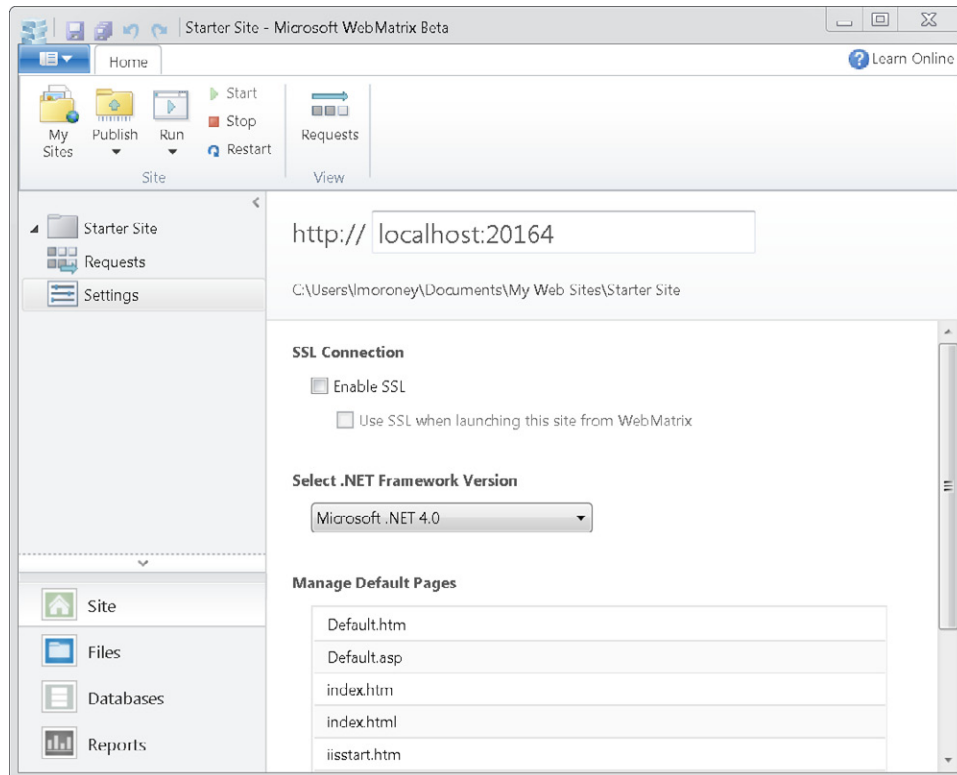 Starter Site - Microsoft WebMatrix Beta
Home
Learn Online
My Sites
Publish
Run
Start
Stop
Restart
Requests
Site
View
Starter Site
Requests
Settings
http:// localhost:20164
C:\Users\lmoroney\Documents\My Web Sites\Starter Site
SSL Connection
Enable SSL
Use SSL when launching this site from WebMatrix
Select .NET Framework Version
Microsoft .NET 4.0
Manage Default Pages
Default.htm
Default.asp
index.htm
index.html
iisstart.htm
Site
Files
Databases
Reports